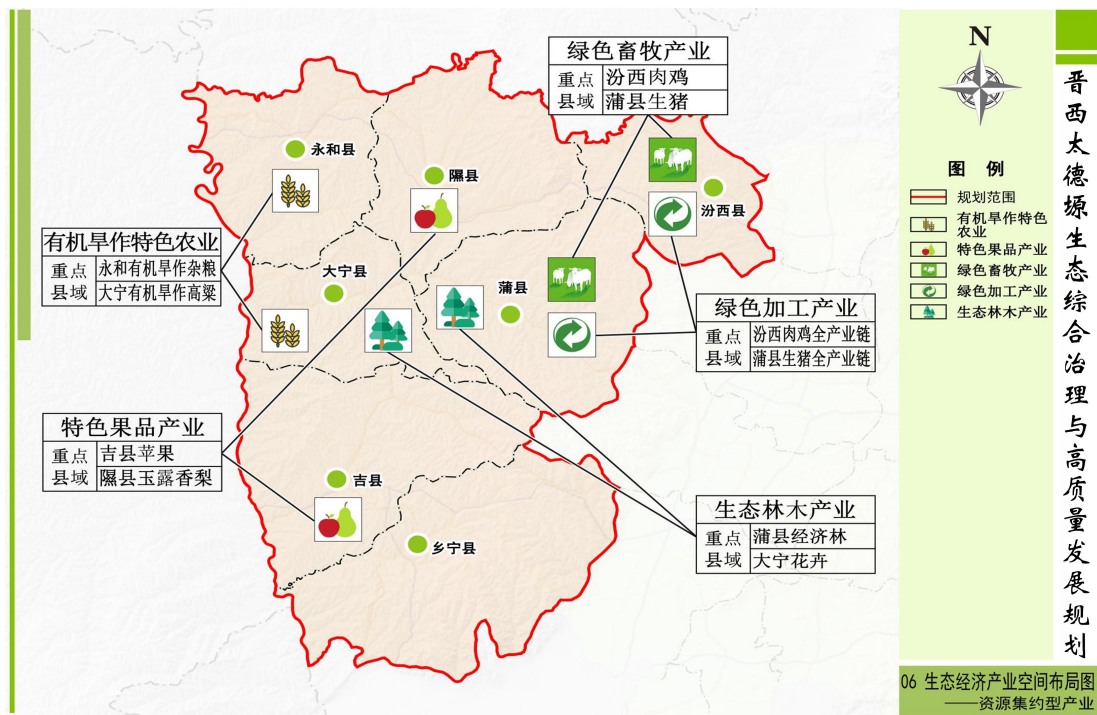 绿色畜牧产业
重点县域
汾西肉鸡
蒲县生猪
永和县
隰县
汾西县
有机旱作特色农业
重点县域
永和有机旱作杂粮
大宁有机旱作高粱
大宁县
蒲县
绿色加工产业
重点县域
汾西肉鸡全产业链
蒲县生猪全产业链
特色果品产业
重点县域
吉县苹果
隰县玉露香梨
吉县
乡宁县
生态林木产业
重点县域
蒲县经济林
大宁花卉
N
图 例
规划范围
有机旱作特色
农业
特色果品产业
绿色畜牧产业
绿色加工产业
生态林木产业
晋西太德塬生态综合治理与高质量发展规划
06 生态经济产业空间布局图
——资源集约型产业